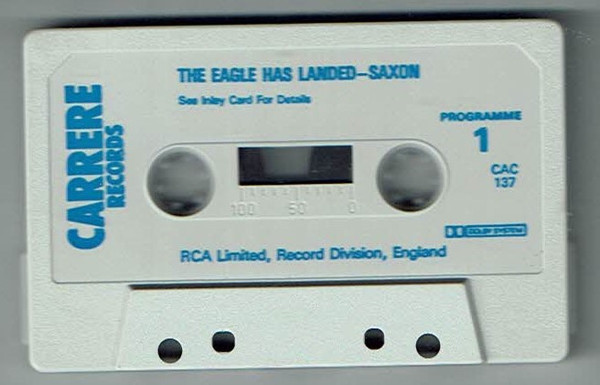 THE EAGLE HAS LANDED-SAXON
See Inlay Card For Details
CARRERE
RECORDS
PROGRAMME
1
CAC
137
100 50 0
DOLBY SYSTEM
RCA Limited, Record Division, England